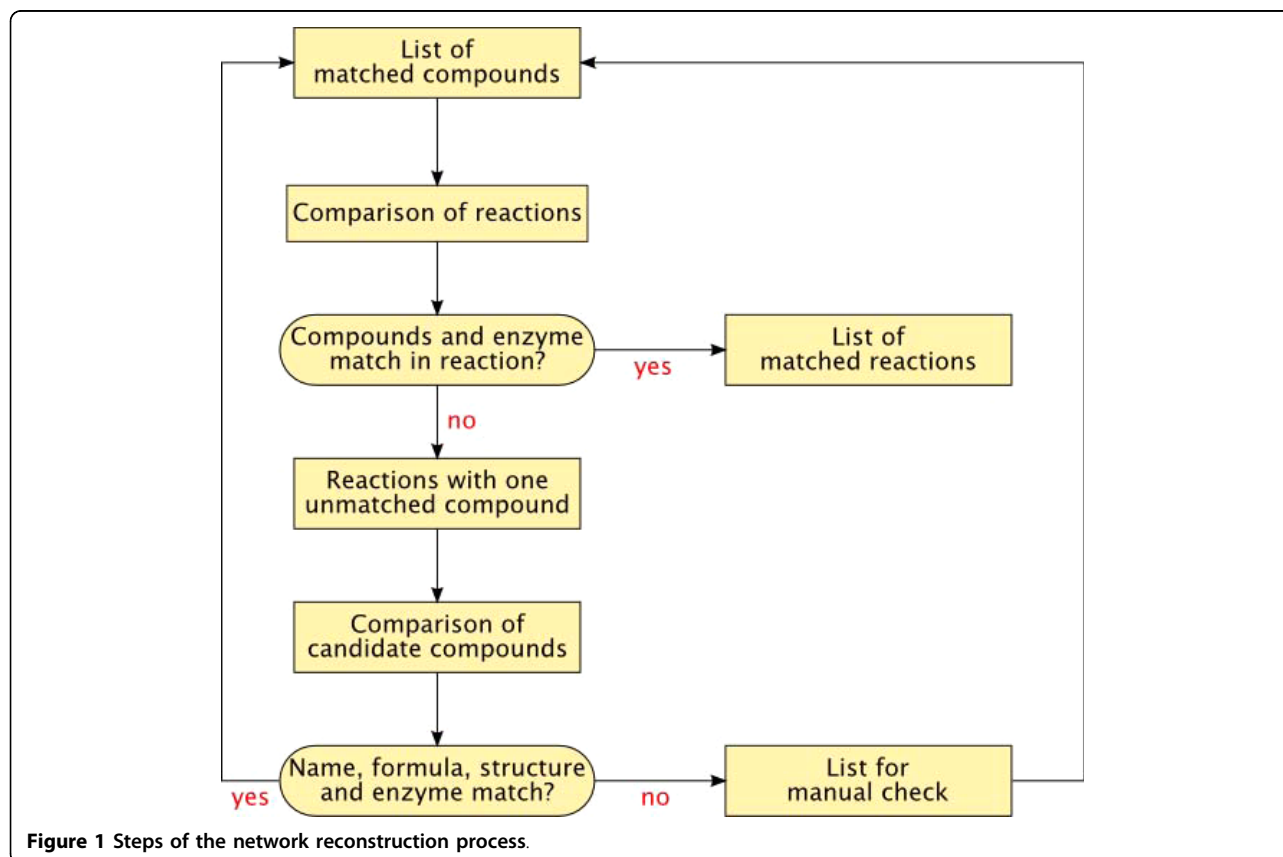 List of
matched compounds
Comparison of reactions
Compounds and enzyme
match in reaction?
yes
List of
matched reactions
no
Reactions with one
unmatched compound
Comparison of
candidate compounds
Name, formula, structure
and enzyme match?
yes
no
List for
manual check
Figure 1 Steps of the network reconstruction process.